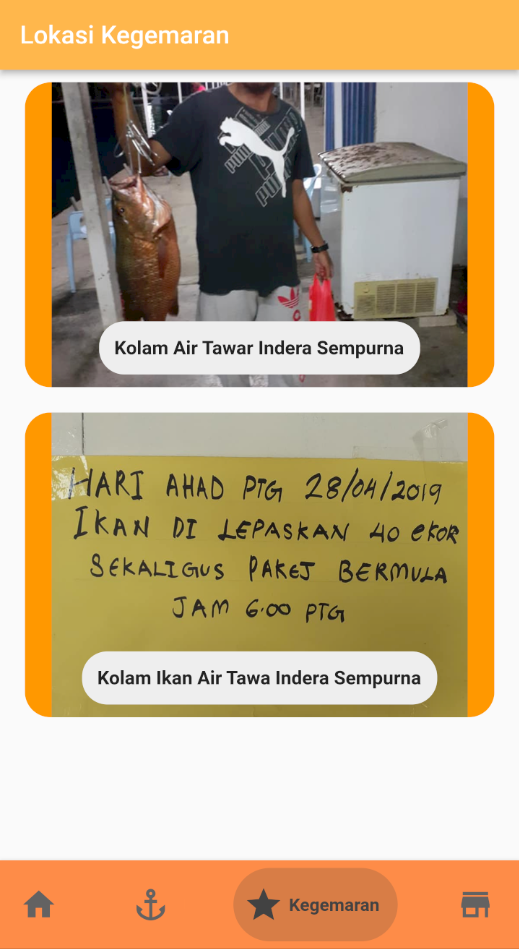 Lokasi Kegemaran
PUMA
Kolam Air Tawar Indera Sempurna
HARI AHAD PTG 28/04/2019
IKAN DI LEPASKAN 40 eKOR
SEKALIGUS PAKEJ BERMULA
JAM 6.00 PTG
Kolam Ikan Air Tawa Indera Sempurna
Kegemaran